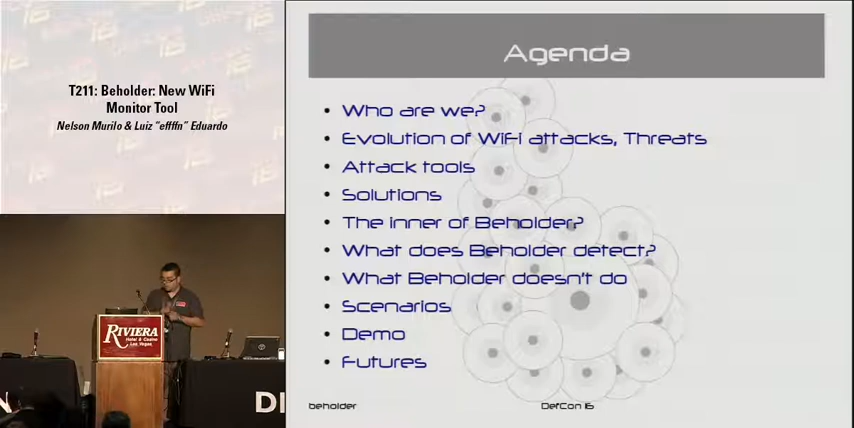 T211: Beholder: New WiFi
Monitor Tool
Nelson Murilo & Luiz "effffn" Eduardo
RIVIERA
Hotel & Casino
Las Vegas
N
DI
Agenda
• Who are we?
• Evolution of WiFi attacks, Threats
• Attack tools
• Solutions
• The inner of Beholder?
• What does Beholder detect?
• What Beholder doesn't do
• Scenarios
• Demo
• Futures
beholder
DefCon 16